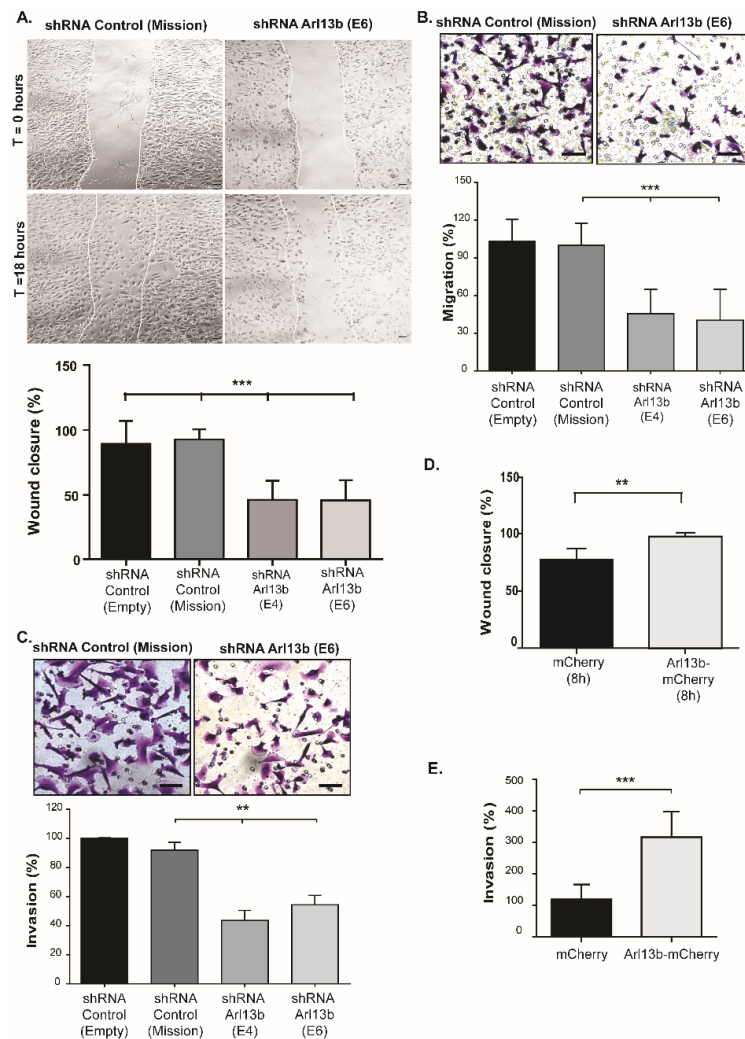 A.
shRNA Control (Mission)
shRNA Arl13b (E6)
T = 0 hours
T =18 hours
Wound closure (%)
150
100
50
0
***
shRNA
Control
(Empty)
shRNA
Control
(Mission)
shRNA
Arl13b
(E4)
shRNA
Arl13b
(E6)
B.
shRNA Control (Mission)
shRNA Arl13b (E6)
Migration (%)
120
90
60
30
0
***
shRNA
Control
(Empty)
shRNA
Control
(Mission)
shRNA
Arl13b
(E4)
shRNA
Arl13b
(E6)
C.
shRNA Control (Mission)
shRNA Arl13b (E6)
Invasion (%)
120
100
80
60
40
20
0
**
shRNA
Control
(Empty)
shRNA
Control
(Mission)
shRNA
Arl13b
(E4)
shRNA
Arl13b
(E6)
D.
Wound closure (%)
150
100
50
0
**
mCherry
(8h)
Arl13b-
mCherry
(8h)
E.
Invasion (%)
500
400
300
200
100
0
***
mCherry
Arl13b-mCherry